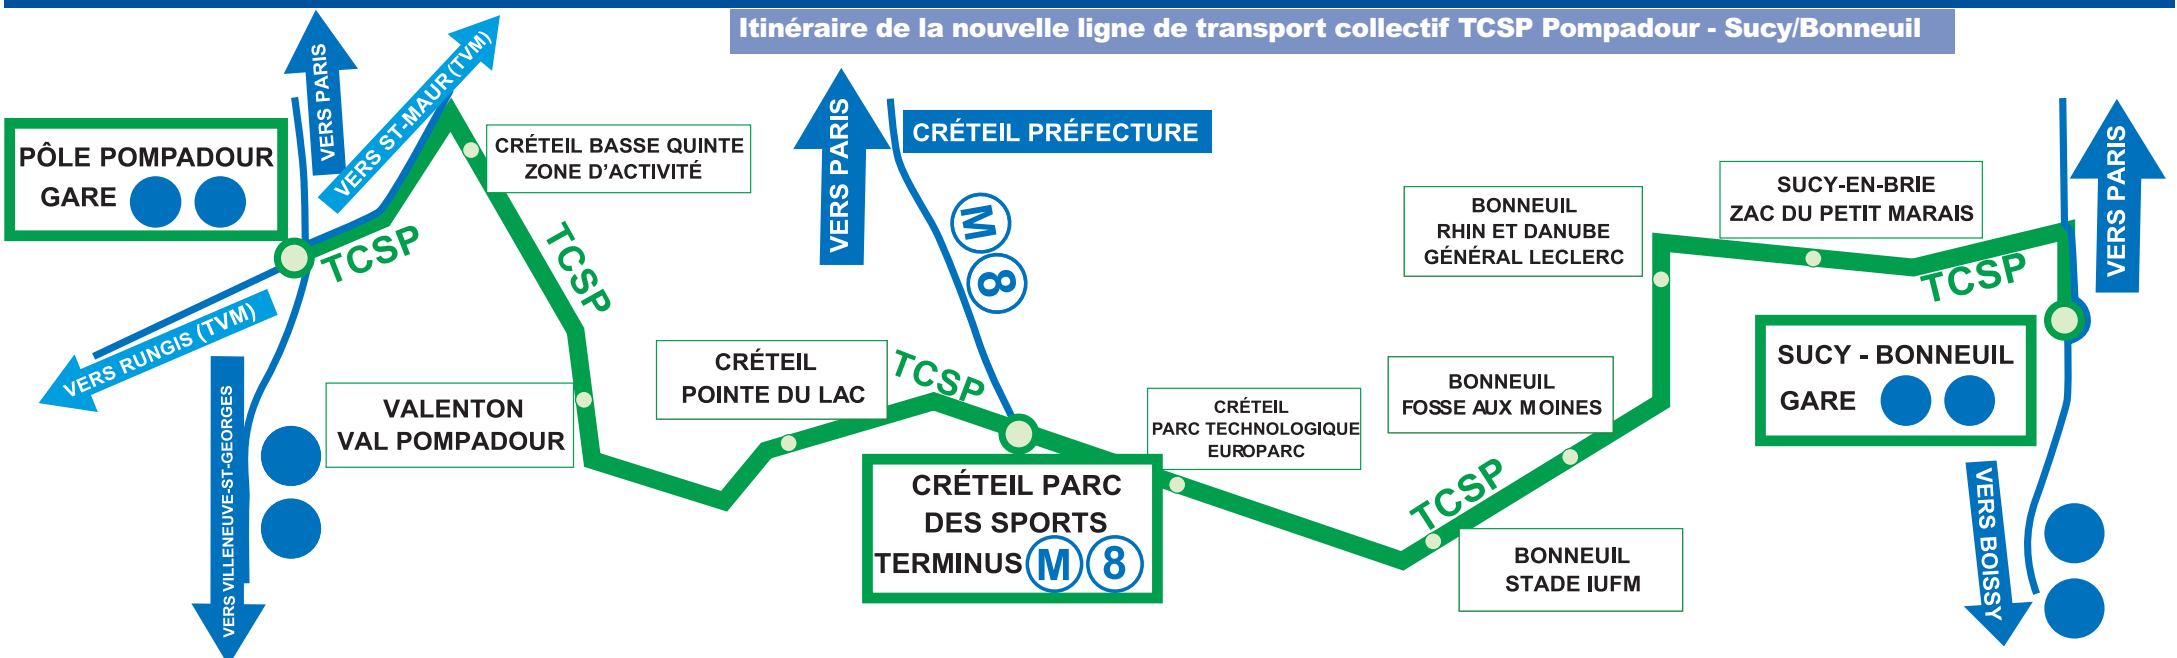 Itinéraire de la nouvelle ligne de transport collectif TCSP Pompadour - Sucy/Bonneuil
PÔLE POMPADOUR
GARE
VERS PARIS
VERS ST-MAUR (TVM)
TCSP
VERS RUNGIS (TVM)
VERS VILLENEUVE-ST-GEORGES
CRÉTEIL BASSE QUINTE
ZONE D'ACTIVITÉ
TCSP
VALENTON
VAL POMPADOUR
CRÉTEIL
POINTE DU LAC
TCSP
VERS PARIS
CRÉTEIL PRÉFECTURE
M
8
CRÉTEIL PARC
DES SPORTS
TERMINUS M 8
CRÉTEIL
PARC TECHNOLOGIQUE
EUROPARC
TCSP
BONNEUIL
STADE IUFM
BONNEUIL
FOSSE AUX MOINES
BONNEUIL
RHIN ET DANUBE
GÉNÉRAL LECLERC
SUCY-EN-BRIE
ZAC DU PETIT MARAIS
TCSP
VERS PARIS
SUCY - BONNEUIL
GARE
VERS BOISSY